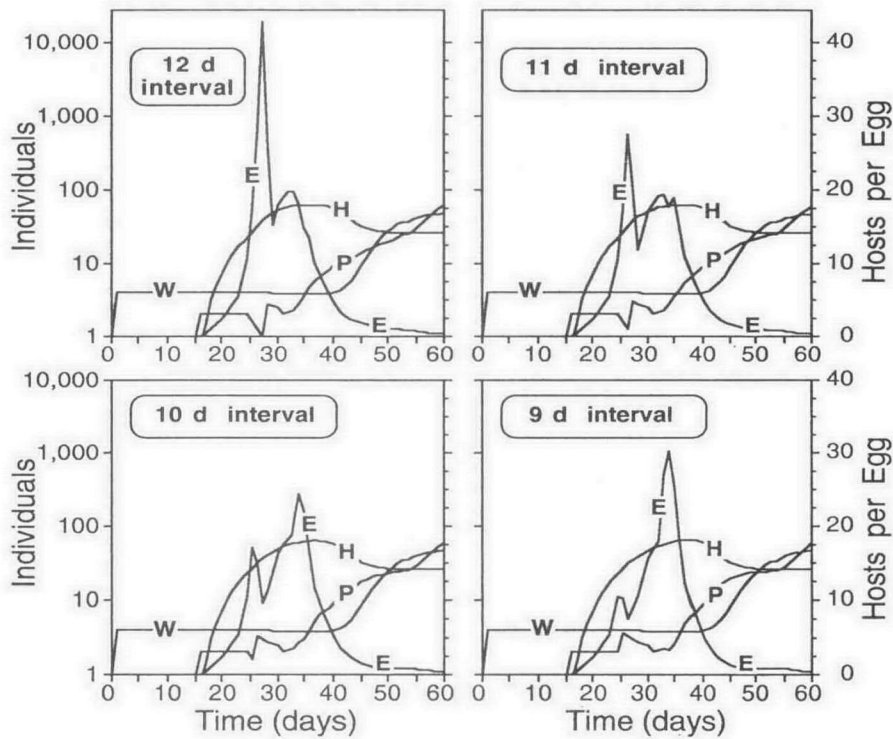 12 d
interval
11 d interval
10,000
1,000
100
10
1
Individuals
E
H
P
W
E
E
H
P
W
E
40
30
20
10
0
Hosts per Egg
0 10 20 30 40 50 60
0 10 20 30 40 50 60
10 d interval
9 d interval
10,000
1,000
100
10
1
Individuals
E
H
P
W
E
E
H
P
W
E
40
30
20
10
0
Hosts per Egg
0 10 20 30 40 50 60
0 10 20 30 40 50 60
Time (days)
Time (days)